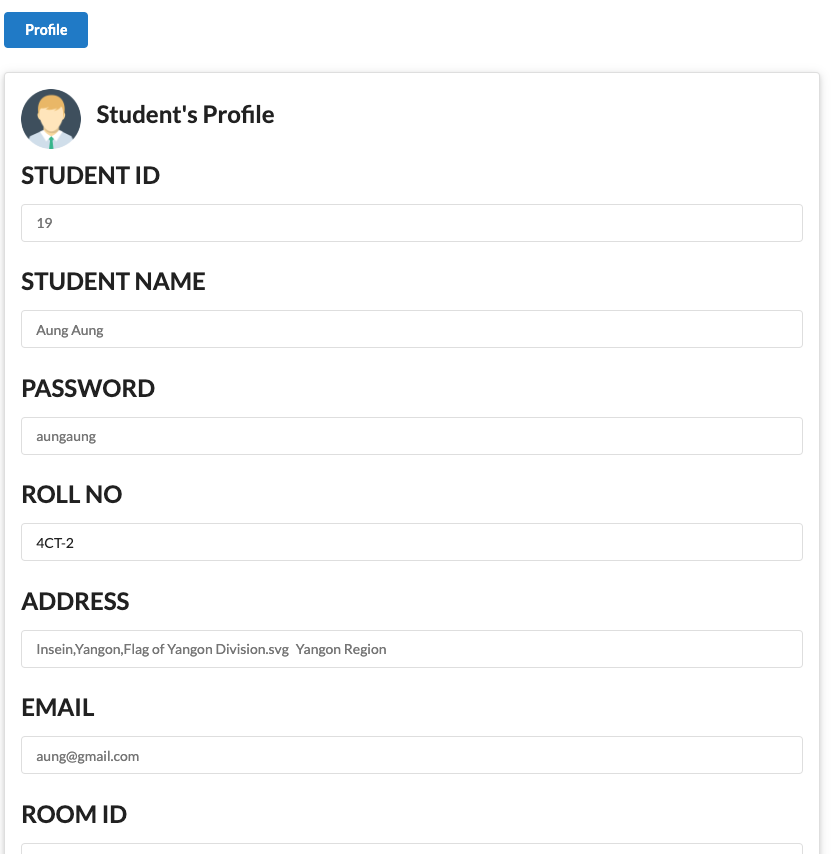 Profile
Student's Profile
STUDENT ID
19
STUDENT NAME
Aung Aung
PASSWORD
aungaung
ROLL NO
4CT-2
ADDRESS
Insein,Yangon,Flag of Yangon Division.svg  Yangon Region
EMAIL
aung@gmail.com
ROOM ID